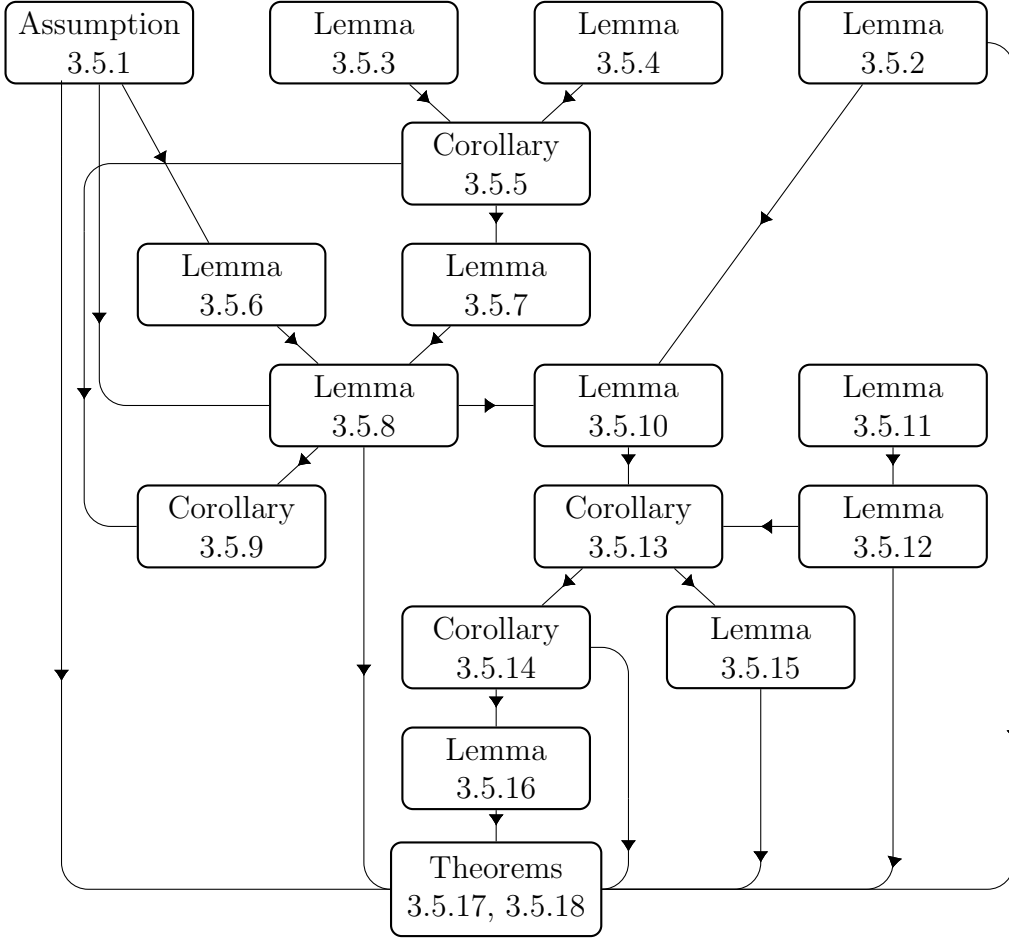 Assumption
3.5.1
Lemma
3.5.3
Lemma
3.5.4
Lemma
3.5.2
Corollary
3.5.5
Lemma
3.5.6
Lemma
3.5.7
Lemma
3.5.8
Lemma
3.5.10
Lemma
3.5.11
Corollary
3.5.9
Corollary
3.5.13
Lemma
3.5.12
Corollary
3.5.14
Lemma
3.5.15
Lemma
3.5.16
Theorems
3.5.17, 3.5.18